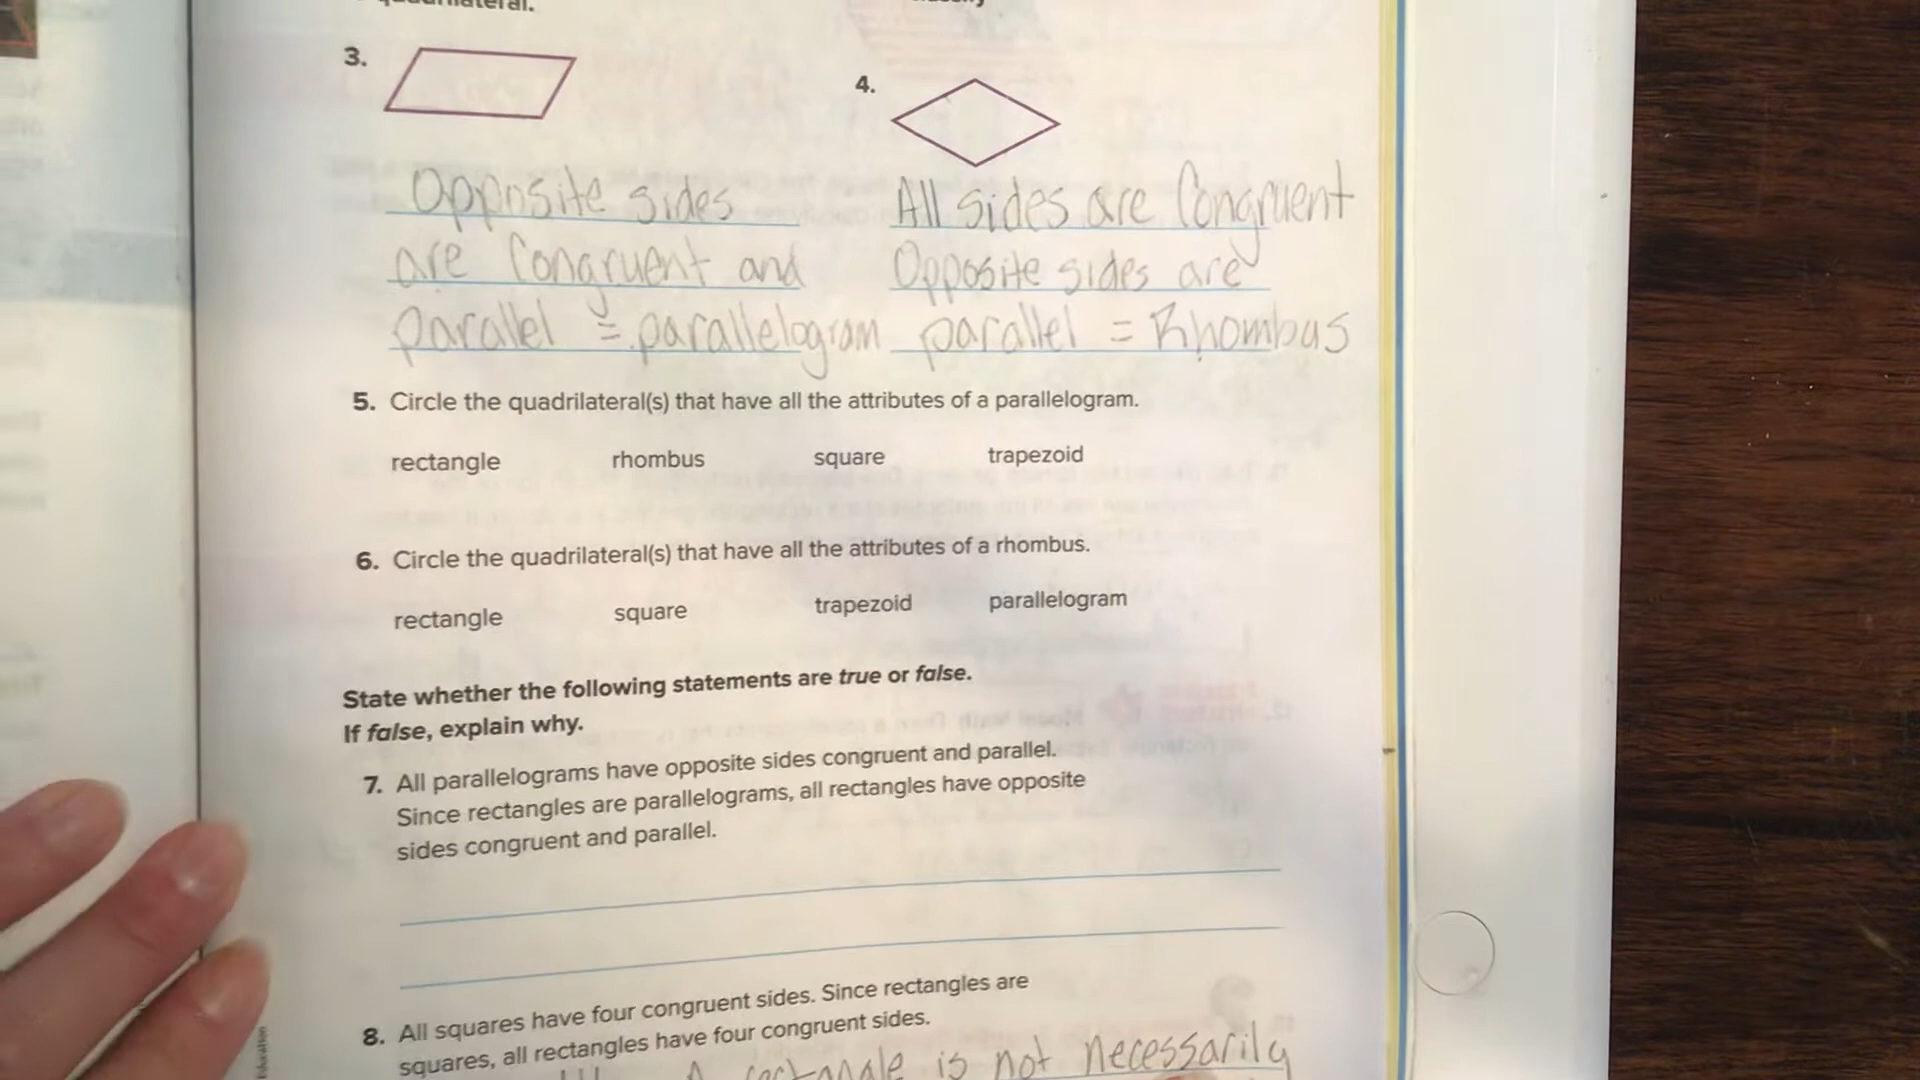 3.
4.
Opposite sides
are Congruent and
parallel = parallelogram
All sides are Congruent
Opposite sides are
parallel = Rhombus
5. Circle the quadrilateral(s) that have all the attributes of a parallelogram.
rectangle rhombus square trapezoid
6. Circle the quadrilateral(s) that have all the attributes of a rhombus.
rectangle square trapezoid parallelogram
State whether the following statements are true or false.
If false, explain why.
7. All parallelograms have opposite sides congruent and parallel.
Since rectangles are parallelograms, all rectangles have opposite
sides congruent and parallel.
8. All squares have four congruent sides. Since rectangles are
squares, all rectangles have four congruent sides.
A rectangle is not necessarily